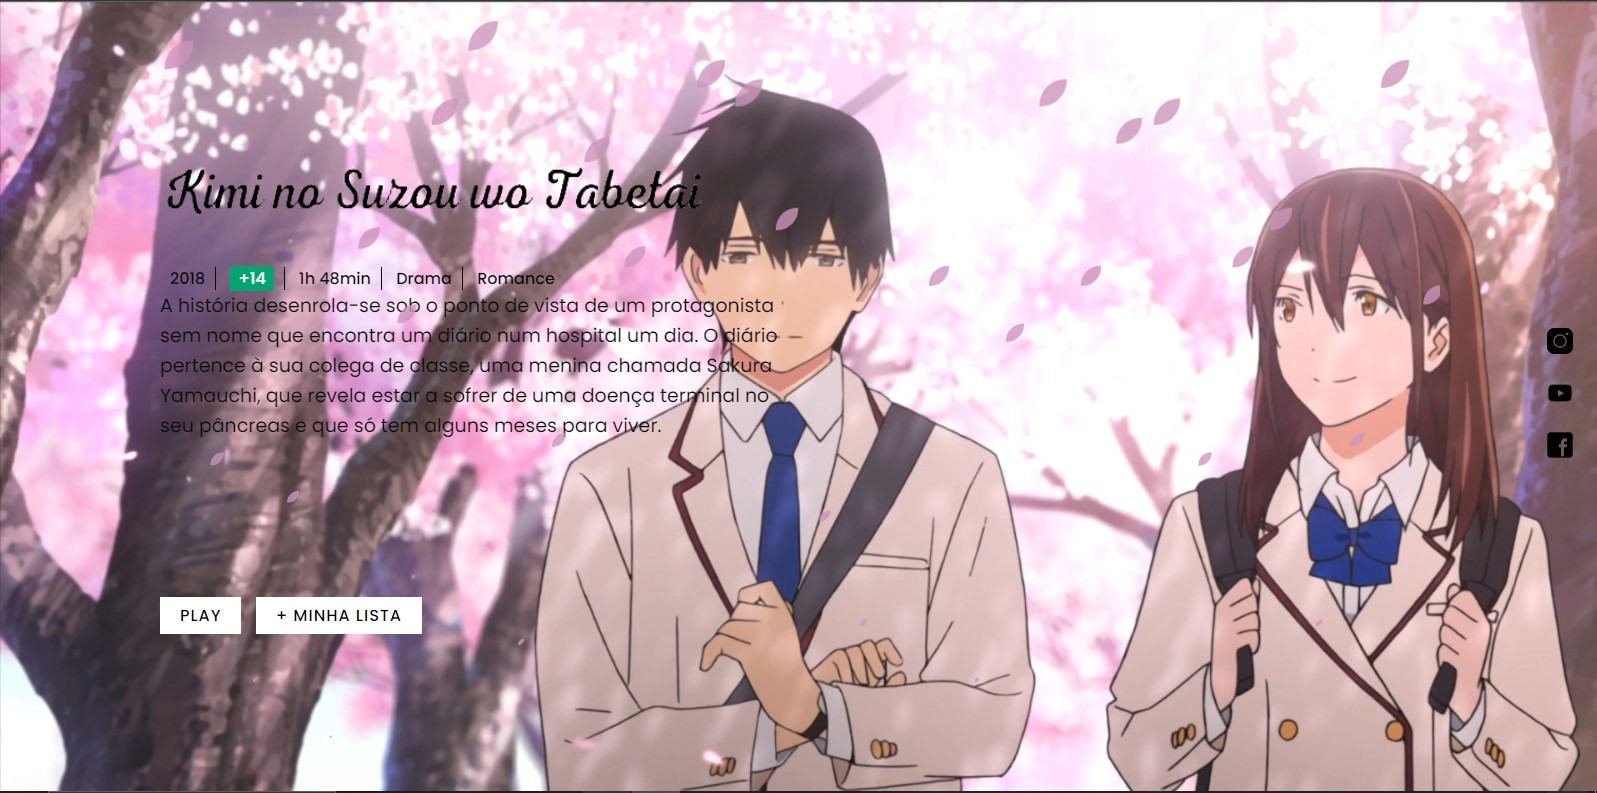 Kimi no Suzou wo Tabetai
2018 +14 1h 48min Drama Romance
A história desenrola-se sob o ponto de vista de um protagonista
sem nome que encontra um diário num hospital um dia. O diário
pertence à sua colega de classe, uma menina chamada Sakura
Yamauchi, que revela estar a sofrer de uma doença terminal no
seu pâncreas e que só tem alguns meses para viver.
PLAY + MINHA LISTA